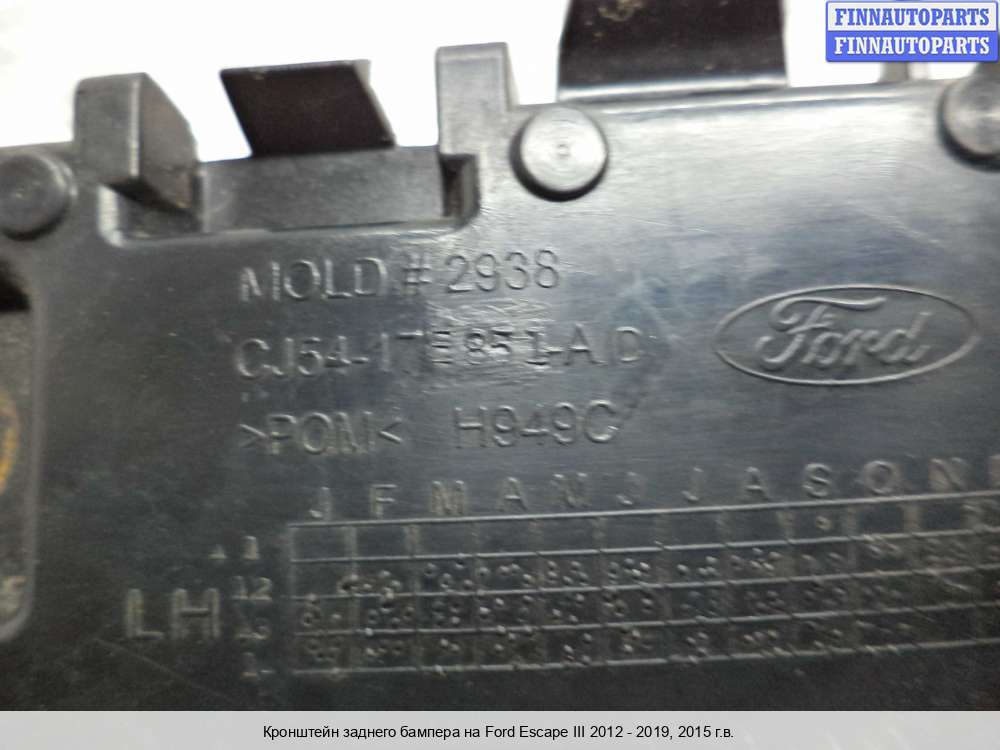 FINNAUTOPARTS
FINNAUTOPARTS
MOLD # 2938
CJ54-17E851-AD
Ford
>POM< H949C
J F M A M J J A S O N
12
LH
Кронштейн заднего бампера на Ford Escape III 2012 - 2019, 2015 г.в.